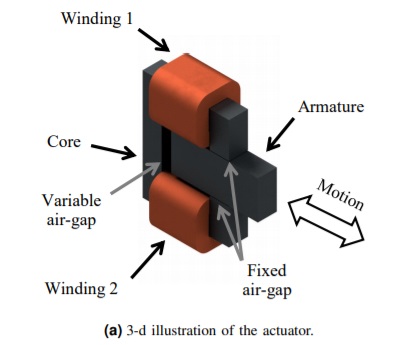 Winding 1
Armature
Core
Motion
Variable
air-gap
Fixed
air-gap
Winding 2
(a) 3-d illustration of the actuator.